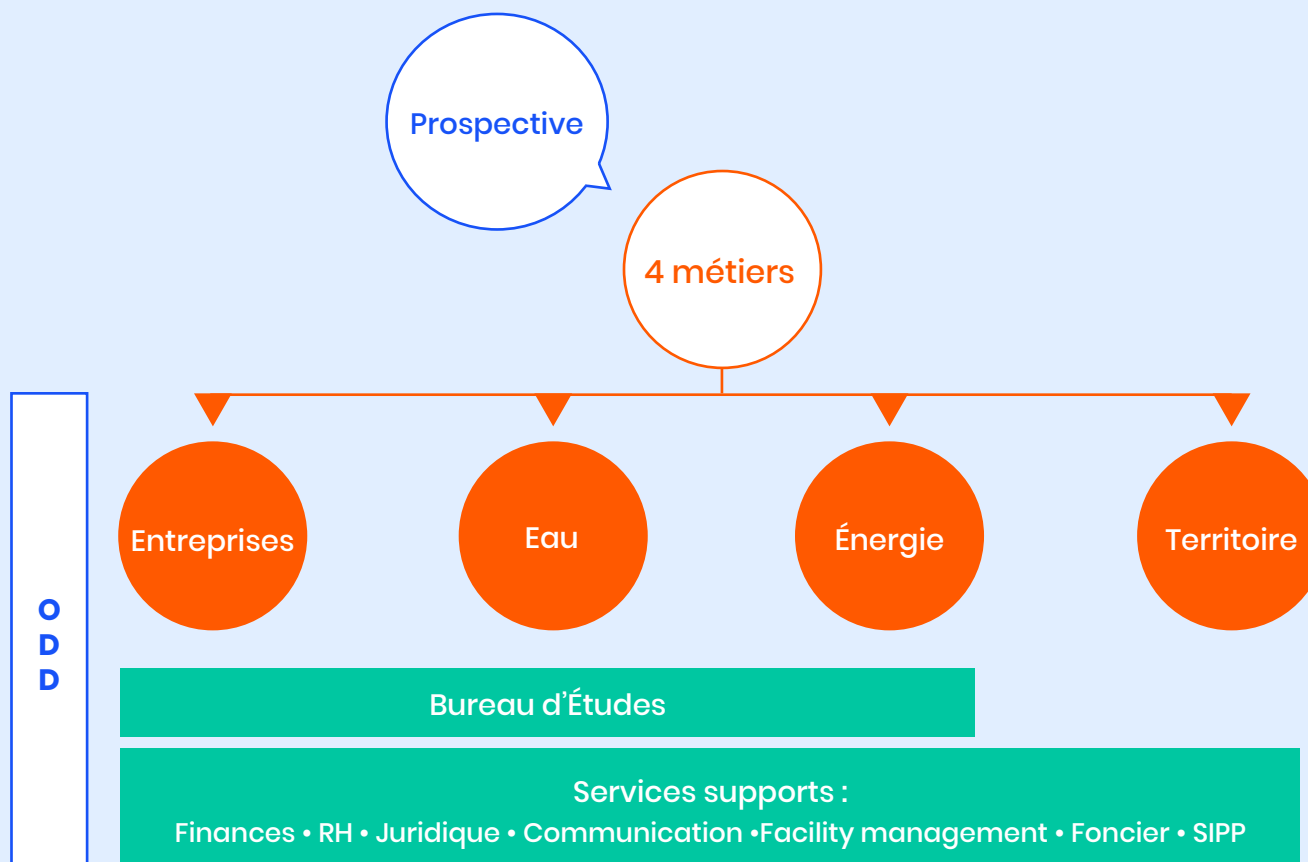 Prospective
4 métiers
Entreprises
Eau
Énergie
Territoire
O
D
D
Bureau d’Études
Services supports :
Finances • RH • Juridique • Communication •Facility management • Foncier • SIPP